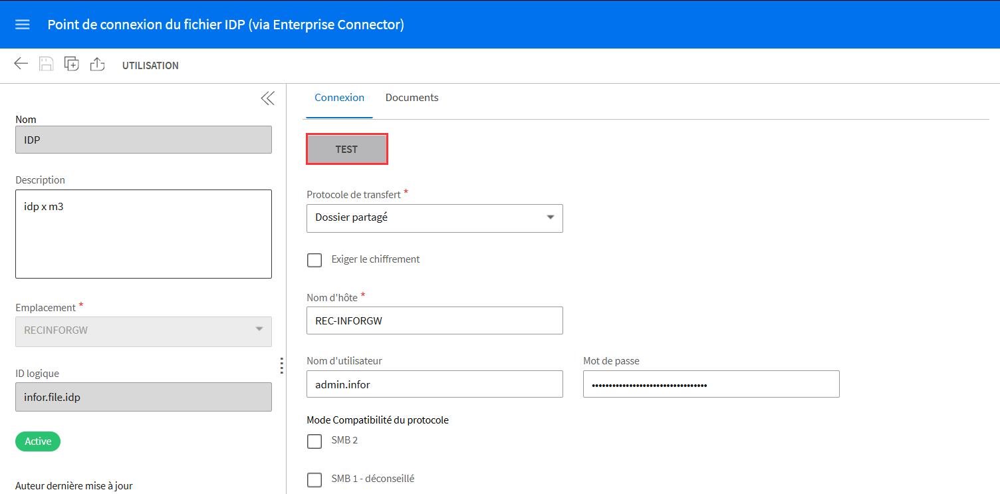 Point de connexion du fichier IDP (via Enterprise Connector)
UTILISATION
Nom
IDP
Description
idp x m3
Emplacement *
RECINFORGW
ID logique
infor.file.idp
Active
Auteur dernière mise à jour
Connexion Documents
TEST
Protocole de transfert *
Dossier partagé
Exiger le chiffrement
Nom d'hôte *
REC-INFORGW
Nom d'utilisateur Mot de passe
admin.infor ••••••••••••••••••••••••••••••••••
Mode Compatibilité du protocole
SMB 2
SMB 1 - déconseillé